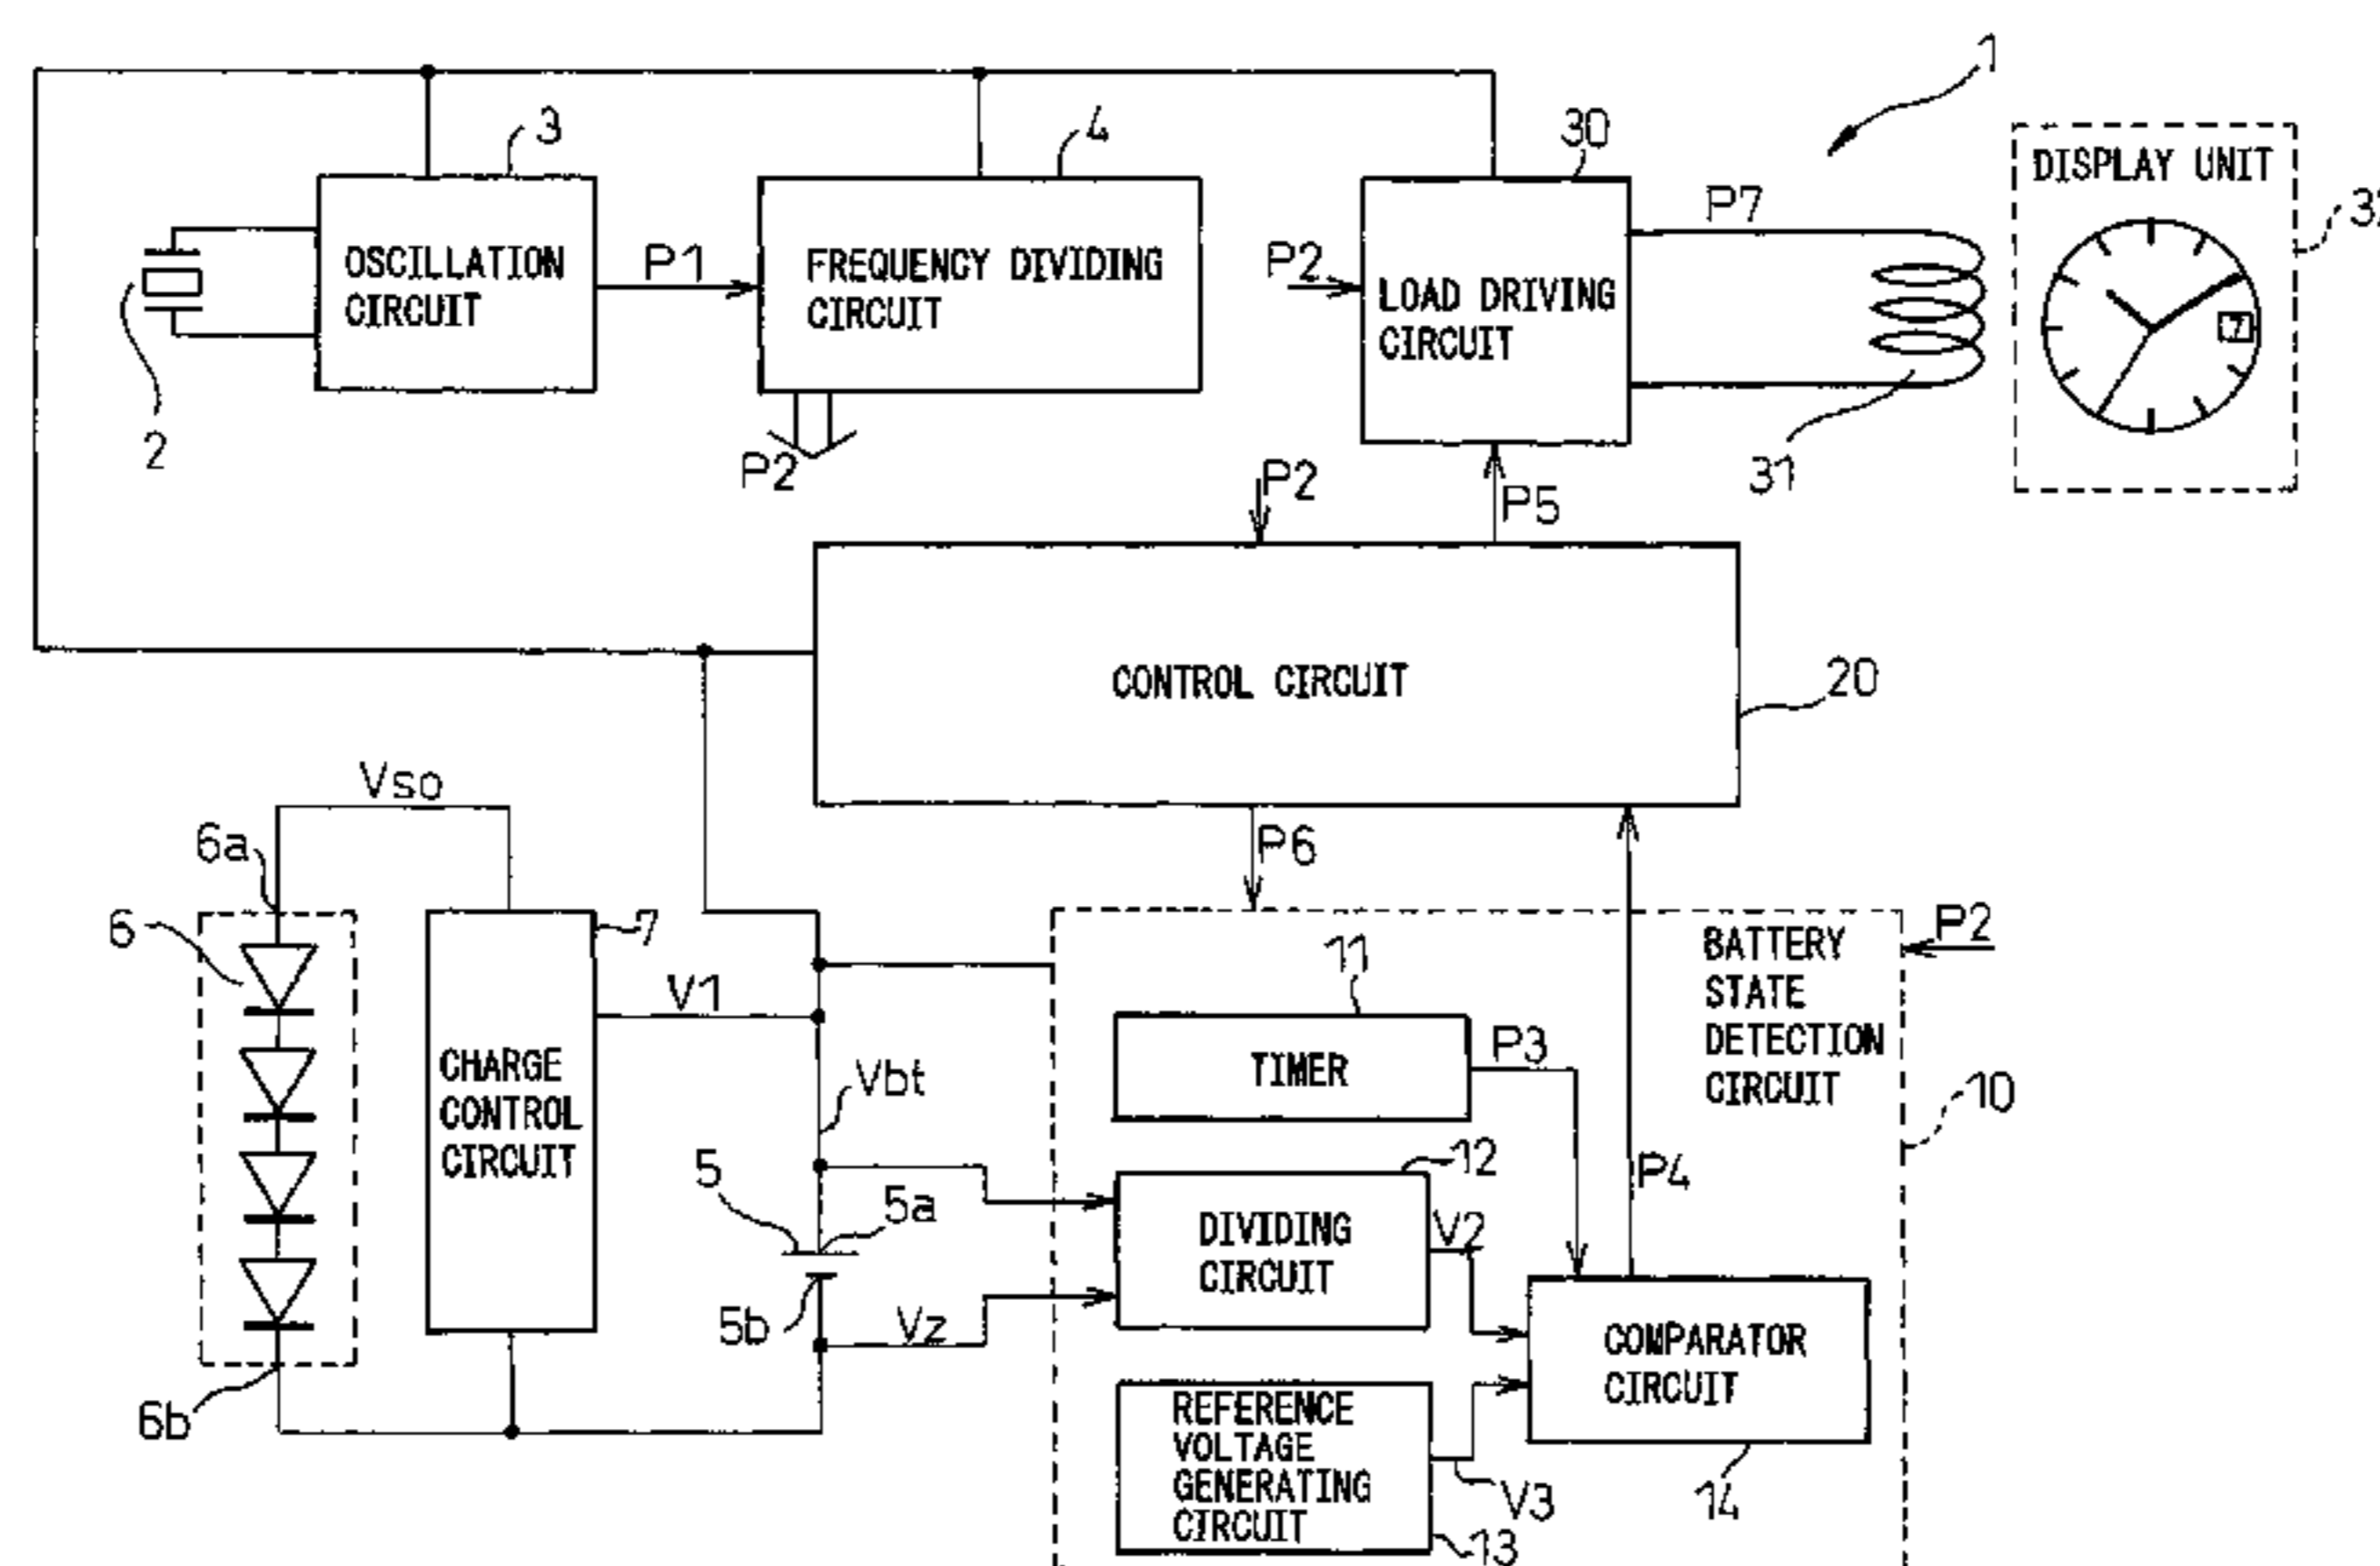 1
3
4
30
DISPLAY UNIT
P7
OSCILLATION
CIRCUIT
P1
FREQUENCY DIVIDING
CIRCUIT
P2
LOAD DRIVING
CIRCUIT
7
2
P2
P2
P5
31
CONTROL CIRCUIT
20
Vso
6a
P6
6
7
V1
BATTERY
STATE
DETECTION
CIRCUIT
P2
11
TIMER
P3
CHARGE
CONTROL
CIRCUIT
Vbt
10
5
5a
12
DIVIDING
CIRCUIT
V2
P4
5b
Vz
COMPARATOR
CIRCUIT
6b
REFERENCE
VOLTAGE
GENERATING
CIRCUIT
V3
14
13